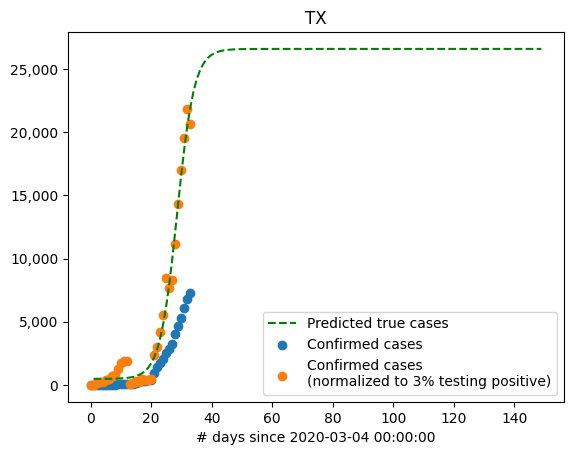 TX
25,000
20,000
15,000
10,000
5,000
0
Predicted true cases
Confirmed cases
Confirmed cases
(normalized to 3% testing positive)
0 20 40 60 80 100 120 140
# days since 2020-03-04 00:00:00